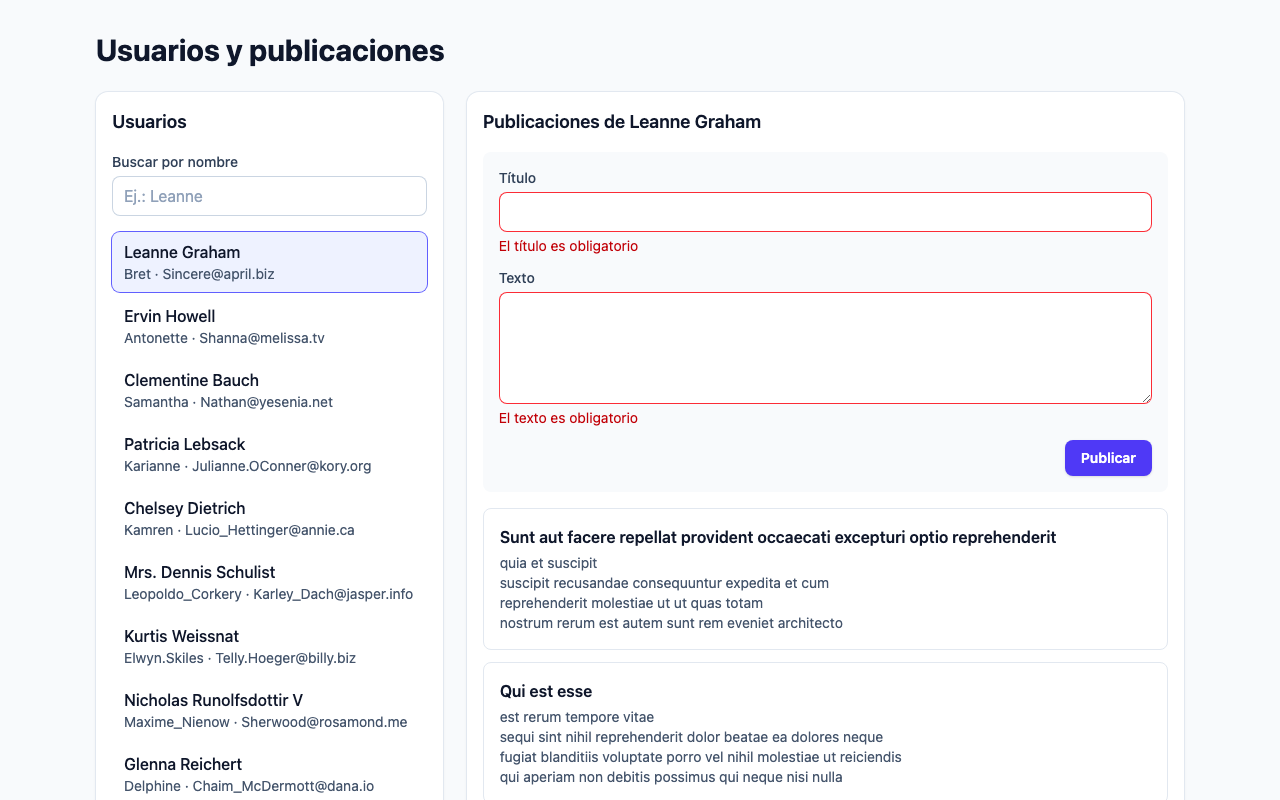 Usuarios y publicaciones
Usuarios
Buscar por nombre
Ej.: Leanne
Leanne Graham
Bret · Sincere@april.biz
Ervin Howell
Antonette · Shanna@melissa.tv
Clementine Bauch
Samantha · Nathan@yesenia.net
Patricia Lebsack
Karianne · Julianne.OConner@kory.org
Chelsey Dietrich
Kamren · Lucio_Hettinger@annie.ca
Mrs. Dennis Schulist
Leopoldo_Corkery · Karley_Dach@jasper.info
Kurtis Weissnat
Elwyn.Skiles · Telly.Hoeger@billy.biz
Nicholas Runolfsdottir V
Maxime_Nienow · Sherwood@rosamond.me
Glenna Reichert
Delphine · Chaim_McDermott@dana.io
Publicaciones de Leanne Graham
Título
El título es obligatorio
Texto
El texto es obligatorio
Publicar
Sunt aut facere repellat provident occaecati excepturi optio reprehenderit
quia et suscipit
suscipit recusandae consequuntur expedita et cum
reprehenderit molestiae ut ut quas totam
nostrum rerum est autem sunt rem eveniet architecto
Qui est esse
est rerum tempore vitae
sequi sint nihil reprehenderit dolor beatae ea dolores neque
fugiat blanditiis voluptate porro vel nihil molestiae ut reiciendis
qui aperiam non debitis possimus qui neque nisi nulla